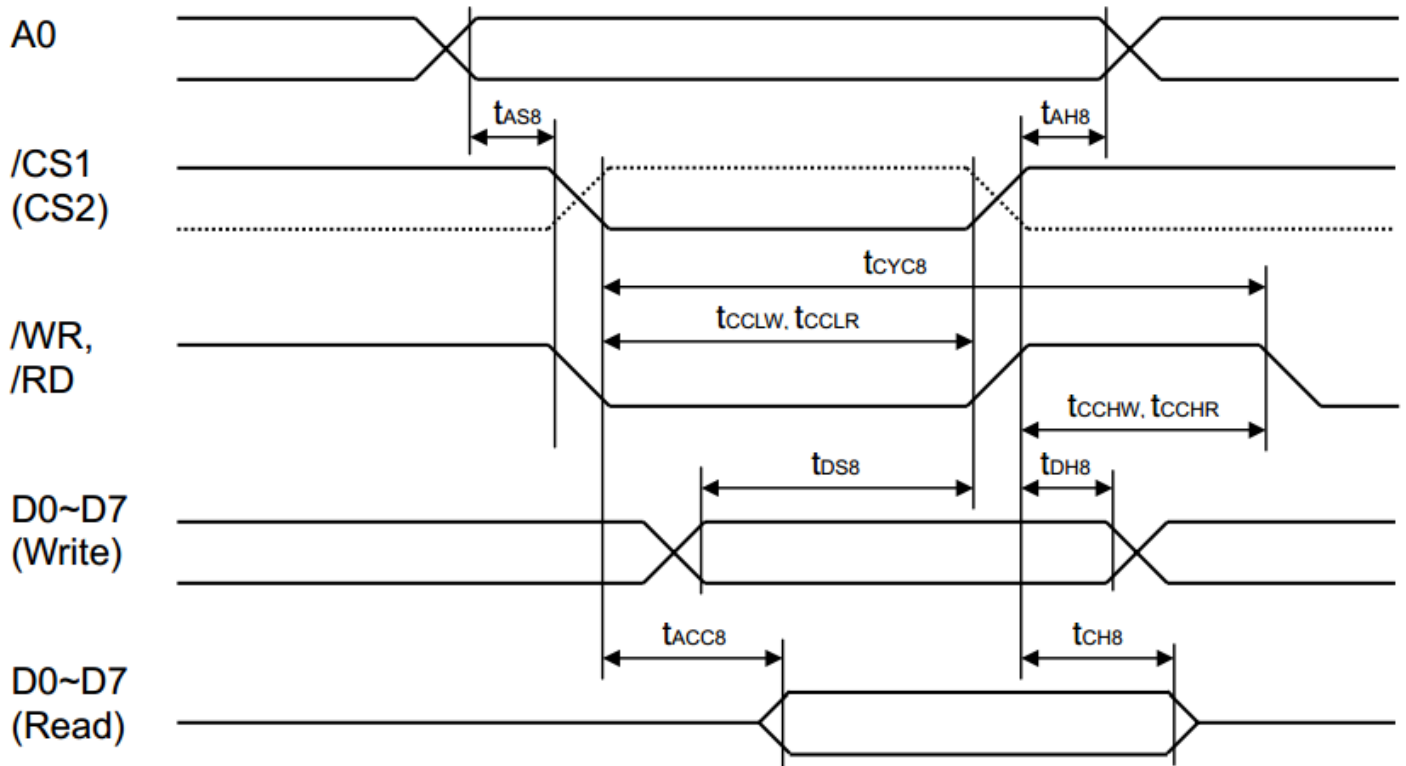 A0
tAS8
tAH8
/CS1
(CS2)
tCYC8
tCCLW, tCCLR
/WR,
/RD
tCCHW, tCCHR
tDS8
tDH8
D0~D7
(Write)
tACC8
tCH8
D0~D7
(Read)